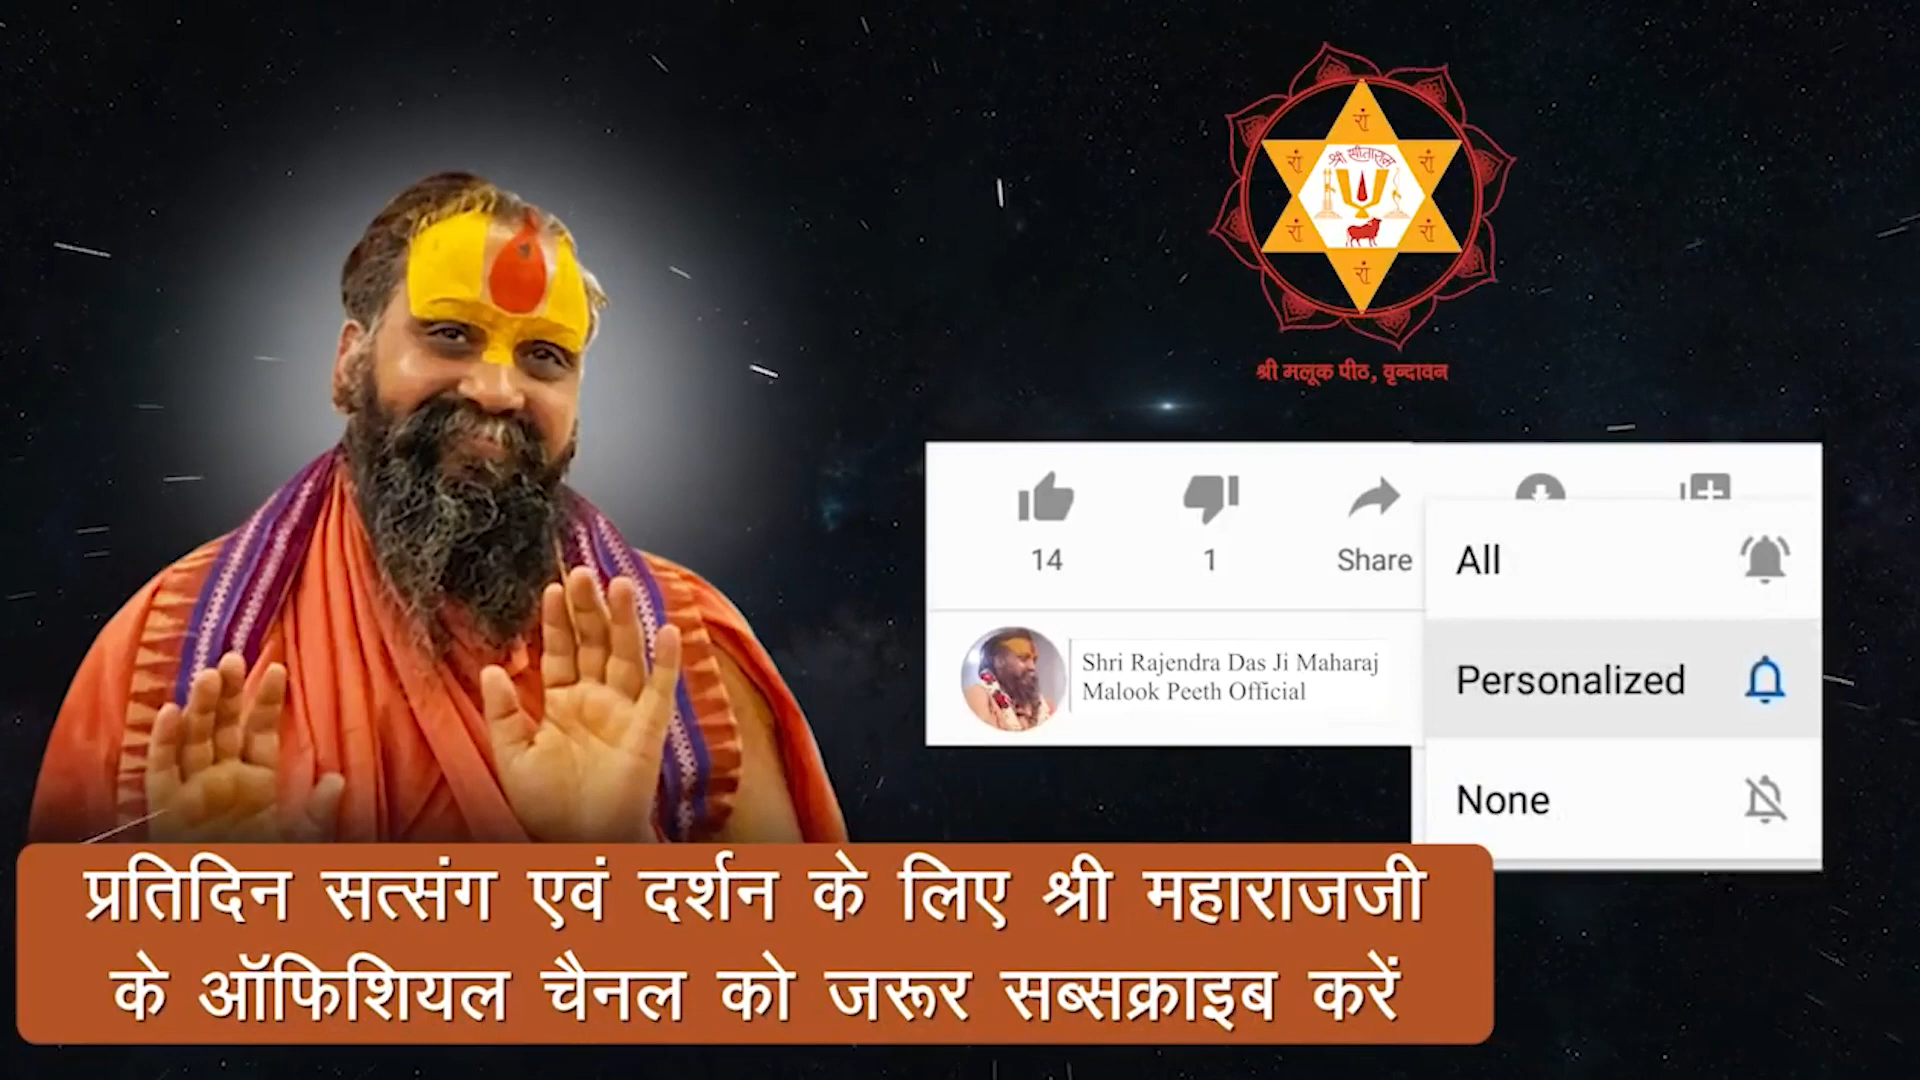 रां
रां
रां
श्री सीताराम
रां
रां
रां
श्री मलूक पीठ, वृन्दावन
14
1
Share
All
Personalized
None
Shri Rajendra Das Ji Maharaj
Malook Peeth Official
प्रतिदिन सत्संग एवं दर्शन के लिए श्री महाराजजी
के ऑफिशियल चैनल को जरूर सब्सक्राइब करें